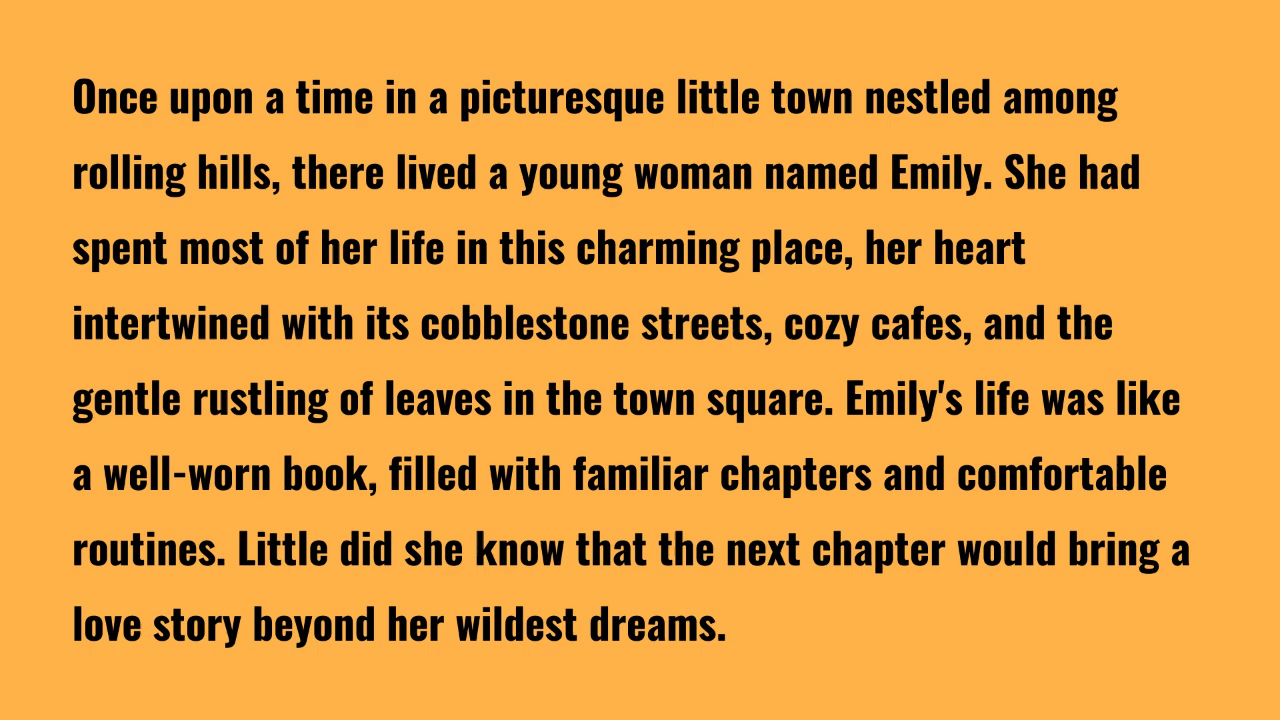 Once upon a time in a picturesque little town nestled among
rolling hills, there lived a young woman named Emily. She had
spent most of her life in this charming place, her heart
intertwined with its cobblestone streets, cozy cafes, and the
gentle rustling of leaves in the town square. Emily's life was like
a well-worn book, filled with familiar chapters and comfortable
routines. Little did she know that the next chapter would bring a
love story beyond her wildest dreams.